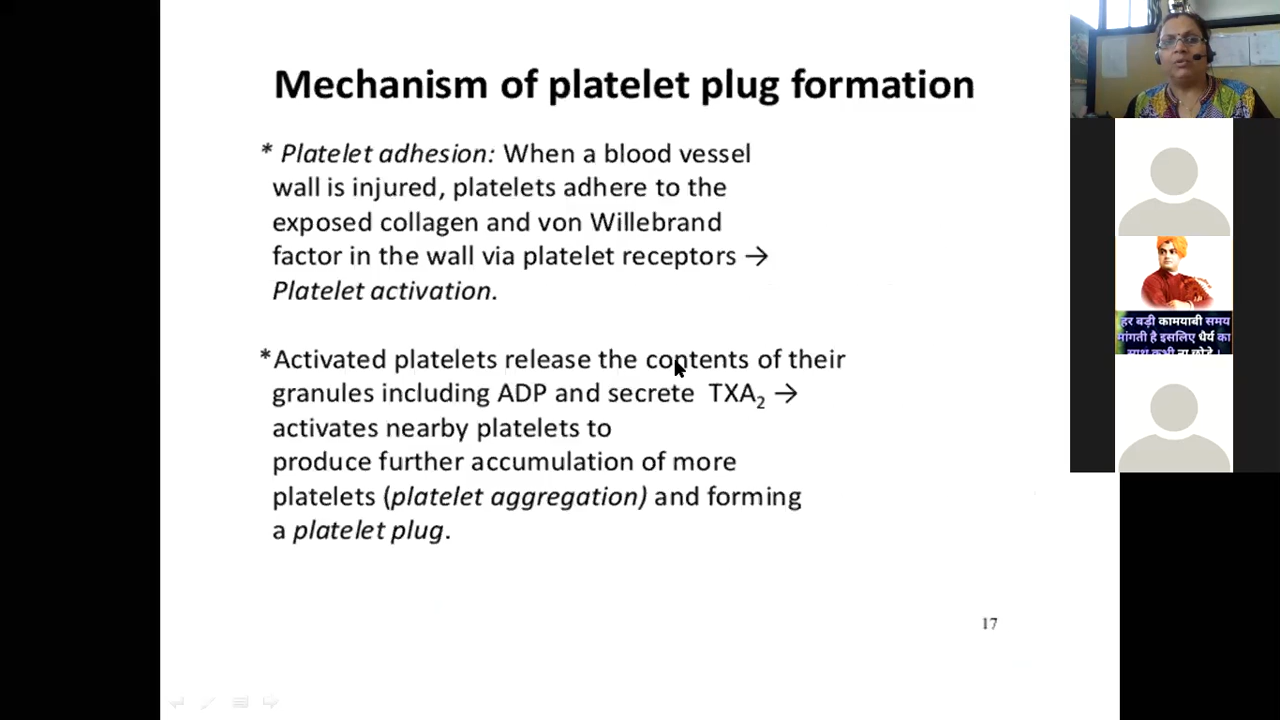 Mechanism of platelet plug formation
* Platelet adhesion: When a blood vessel
wall is injured, platelets adhere to the
exposed collagen and von Willebrand
factor in the wall via platelet receptors →
Platelet activation.
*Activated platelets release the contents of their
granules including ADP and secrete TXA₂ →
activates nearby platelets to
produce further accumulation of more
platelets (platelet aggregation) and forming
a platelet plug.
17
हर बड़ी कामयाबी समय
मांगती है इसलिए धैर्य का
साथ कभी ना छोड़े।